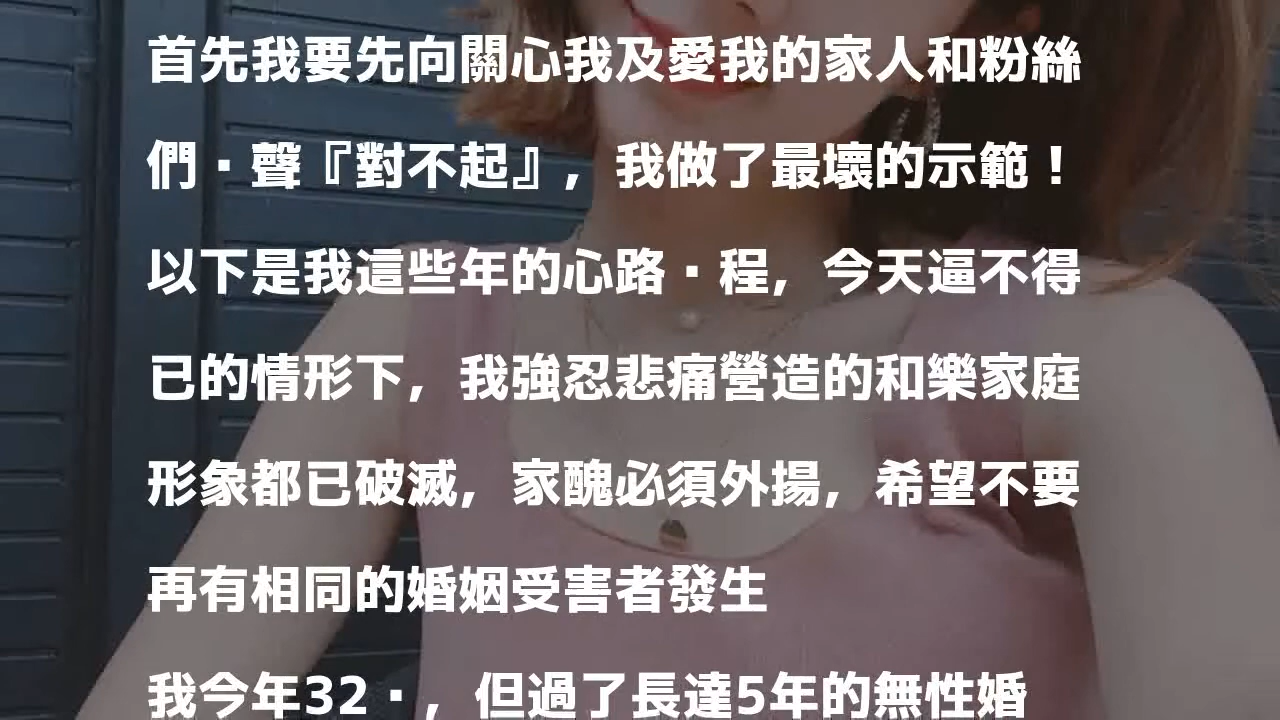 首先我要先向關心我及愛我的家人和粉絲
們▪聲『對不起』，我做了最壞的示範！
以下是我這些年的心路▪程，今天逼不得
已的情形下，我強忍悲痛營造的和樂家庭
形象都已破滅，家醜必須外揚，希望不要
再有相同的婚姻受害者發生
我今年32▪，但過了長達5年的無性婚